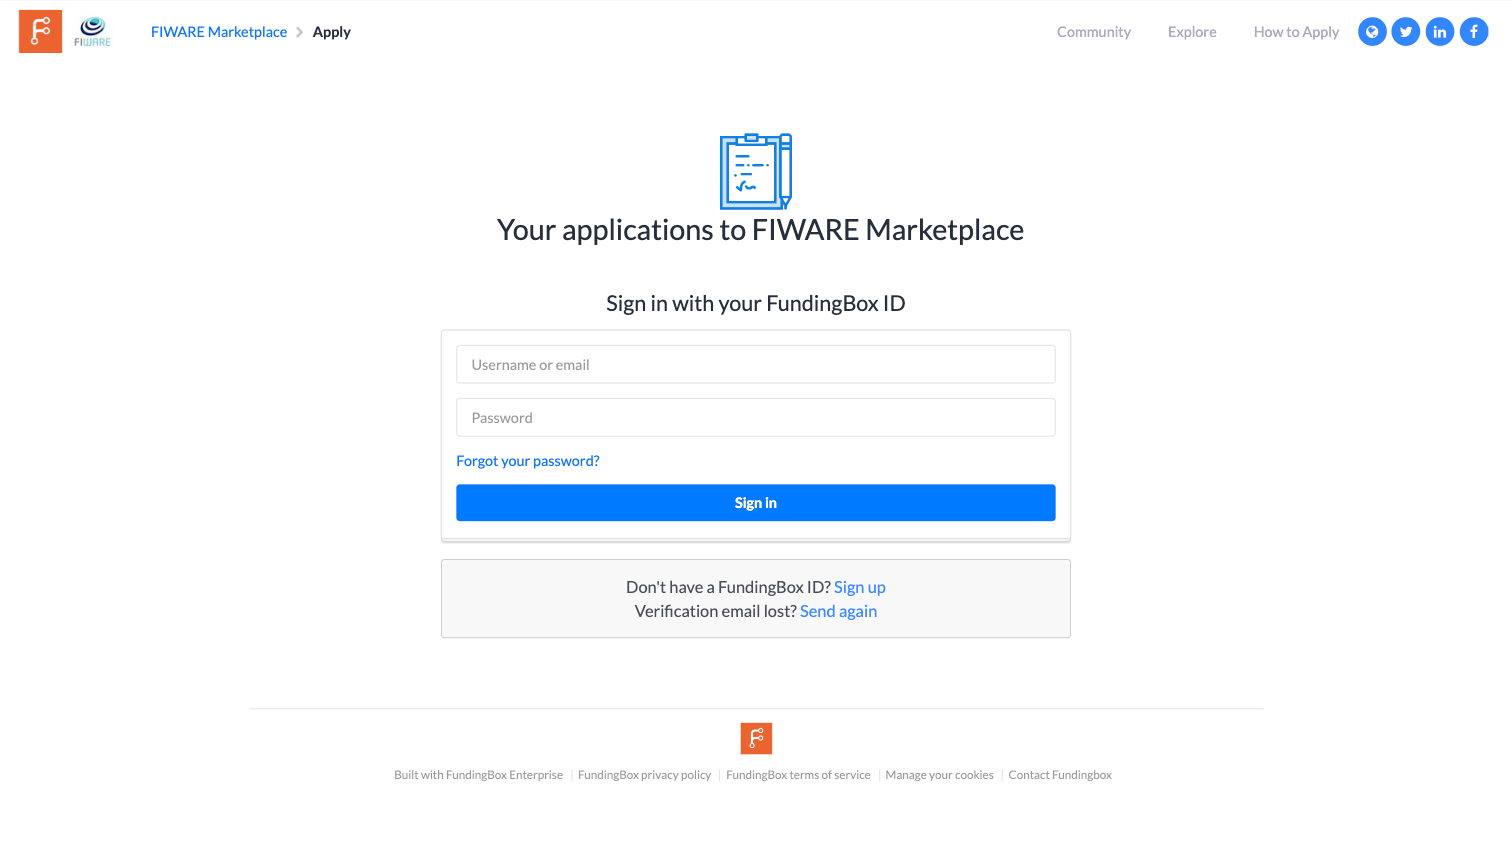 FIWARE
FIWARE Marketplace > Apply
Community Explore How to Apply
Your applications to FIWARE Marketplace
Sign in with your FundingBox ID
Username or email
Password
Forgot your password?
Sign in
Don't have a FundingBox ID? Sign up
Verification email lost? Send again
Built with FundingBox Enterprise | FundingBox privacy policy | FundingBox terms of service | Manage your cookies | Contact Fundingbox